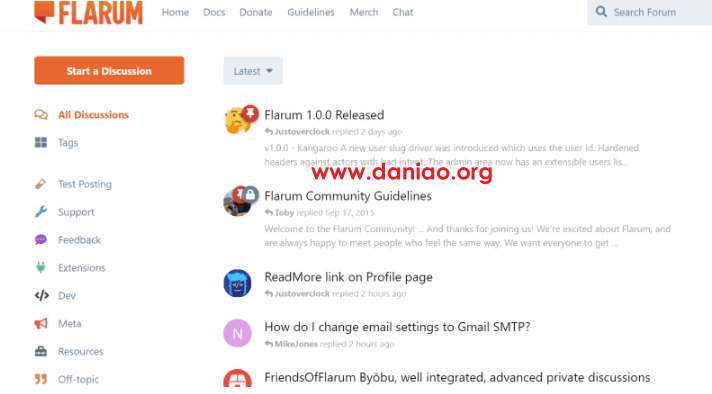 FLARUM
Home Docs Donate Guidelines Merch Chat
Search Forum
Start a Discussion
Latest
All Discussions
Tags
Test Posting
Support
Feedback
Extensions
Dev
Meta
Resources
Off-topic
Flarum 1.0.0 Released
Justoverclock replied 2 days ago
v1.0.0 - Kangaroo A new user slug driver was introduced which uses the user Id. Hardened
headers against actors with bad intent. The admin area now has an extensible users lis...
www.daniao.org
Flarum Community Guidelines
Toby replied Sep 17, 2015
Welcome to the Flarum Community! ... And thanks for joining us! We're excited about Flarum, and
are always happy to meet people who feel the same way. We want everyone to get ...
ReadMore link on Profile page
Justoverclock replied 2 hours ago
N
How do I change email settings to Gmail SMTP?
MikeJones replied 2 hours ago
FriendsOfFlarum Byōbu, well integrated, advanced private discussions